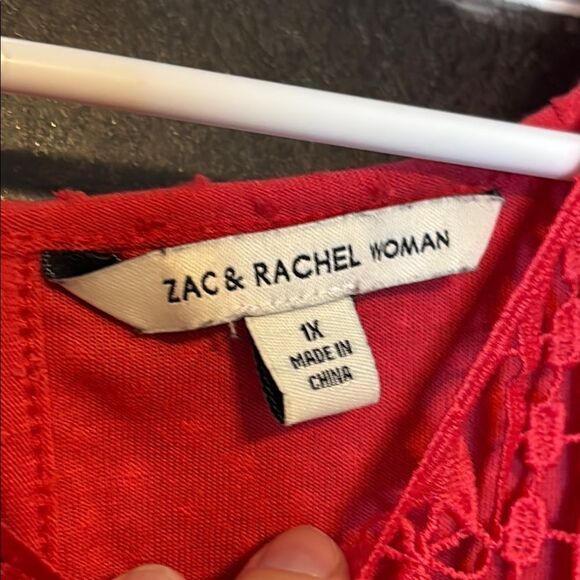 ZAC & RACHEL WOMAN
1X
MADE IN
CHINA